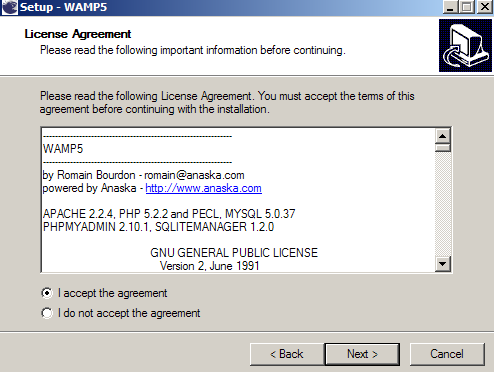 Setup - WAMP5
License Agreement
Please read the following important information before continuing.
Please read the following License Agreement. You must accept the terms of this
agreement before continuing with the installation.
------------------------------------------------------------
WAMP5
------------------------------------------------------------
by Romain Bourdon - romain@anaska.com
powered by Anaska - http://www.anaska.com
APACHE 2.2.4, PHP 5.2.2 and PECL, MYSQL 5.0.37
PHPMYADMIN 2.10.1, SQLITEMANAGER 1.2.0
GNU GENERAL PUBLIC LICENSE
Version 2, June 1991
I accept the agreement
I do not accept the agreement
< Back
Next >
Cancel